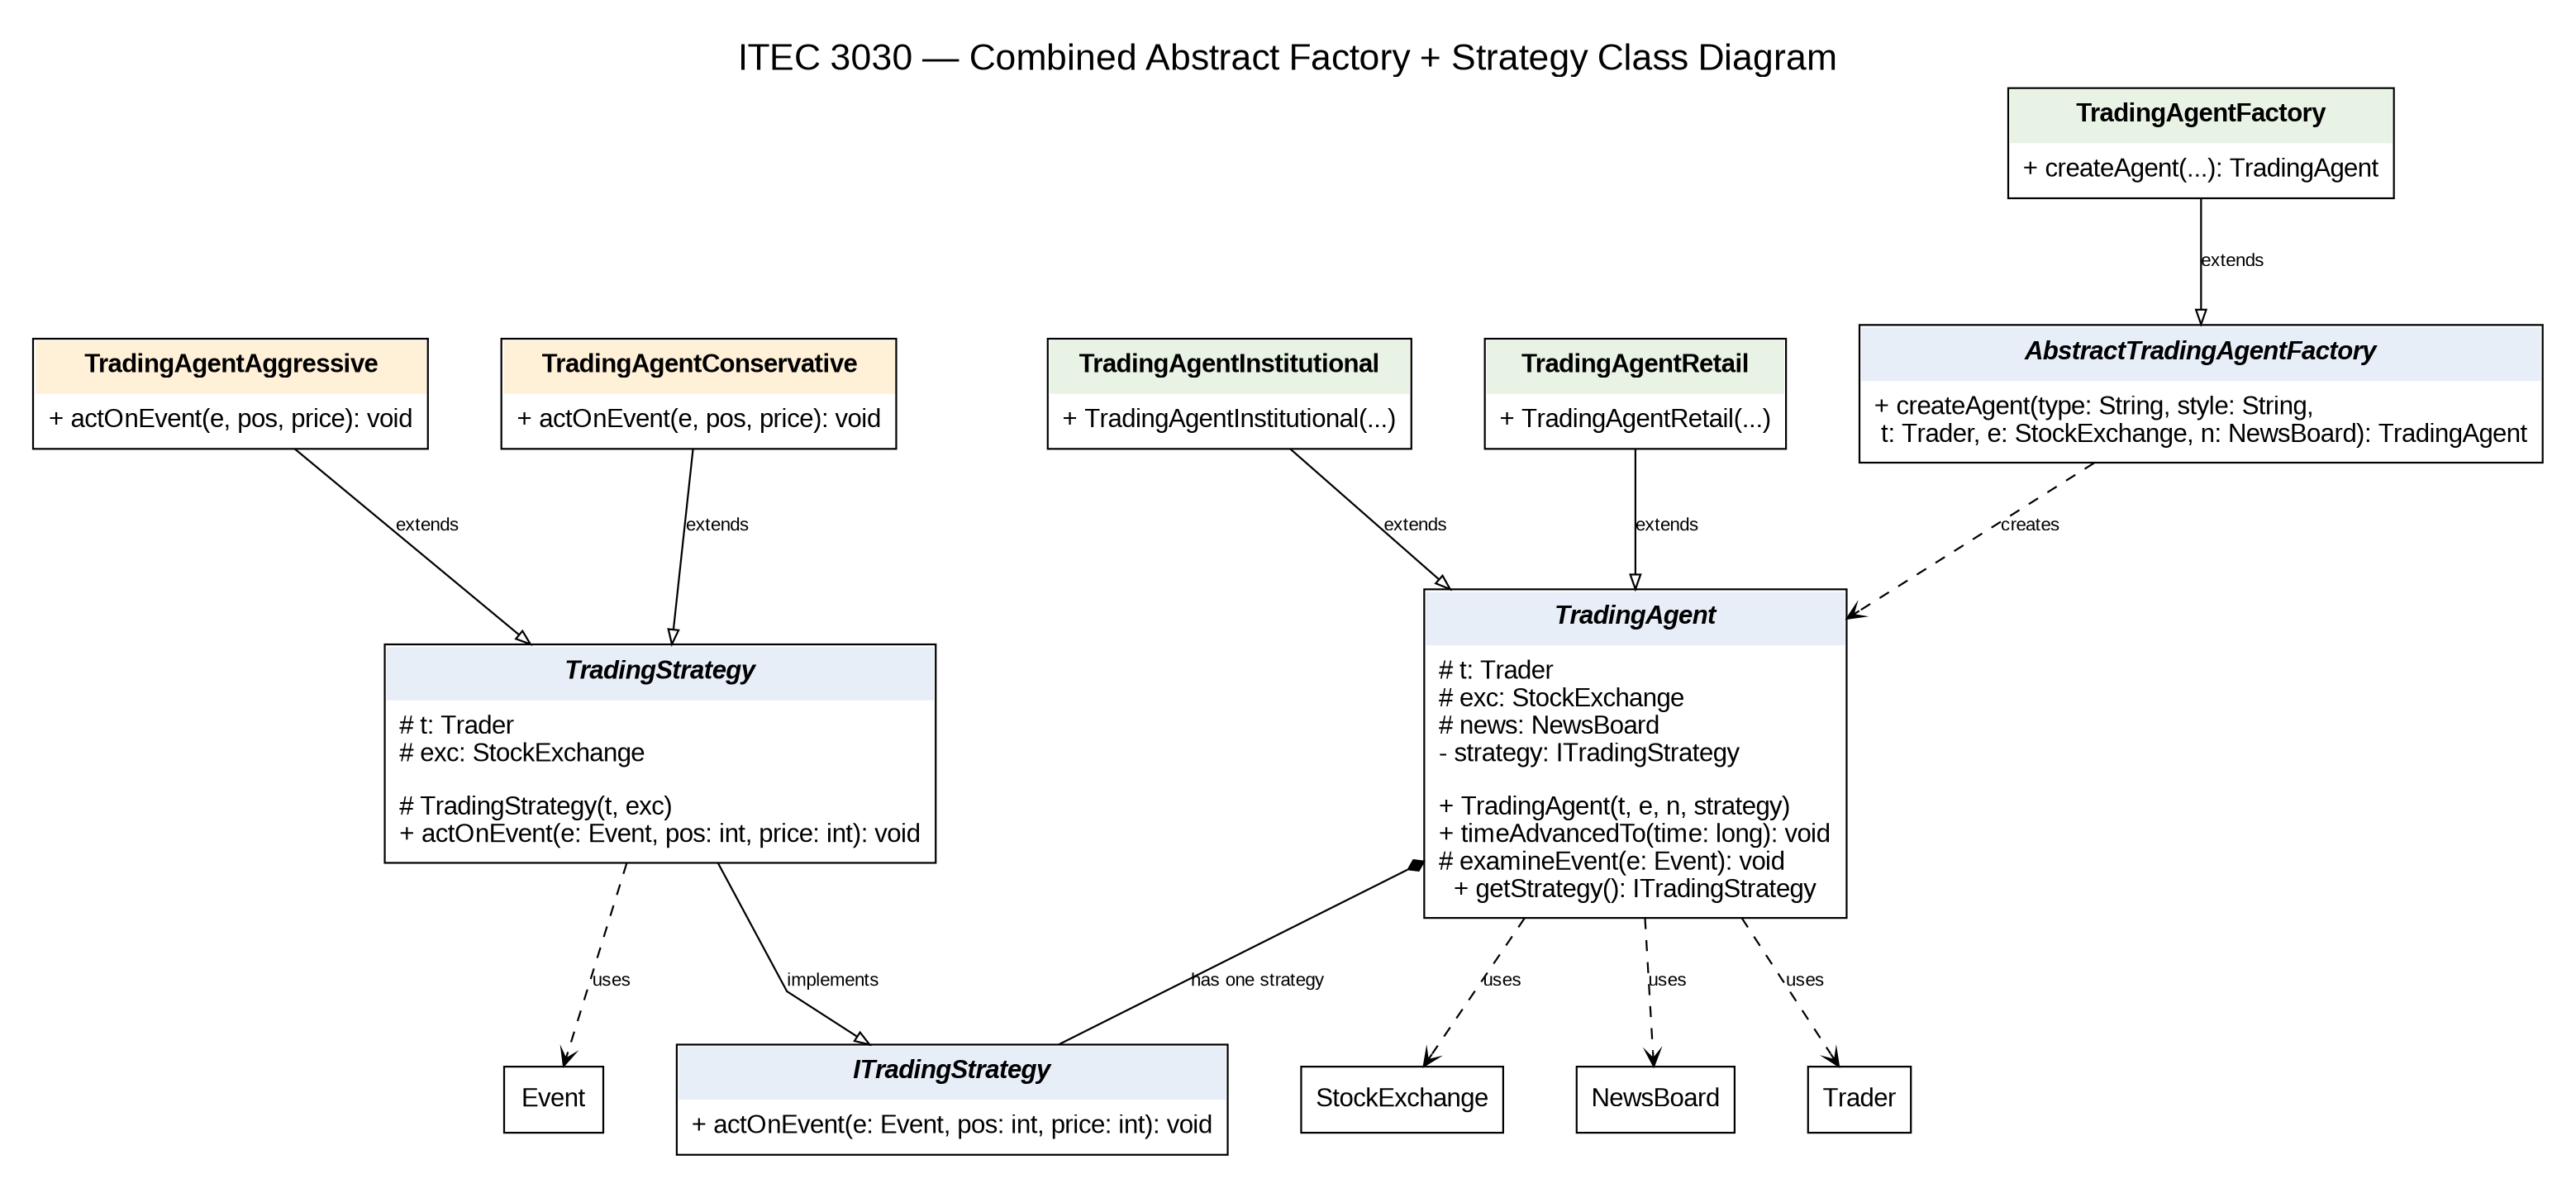 ITEC 3030 — Combined Abstract Factory + Strategy Class Diagram
TradingAgentFactory
+ createAgent(...): TradingAgent
extends
TradingAgentAggressive
+ actOnEvent(e, pos, price): void
TradingAgentConservative
+ actOnEvent(e, pos, price): void
TradingAgentInstitutional
+ TradingAgentInstitutional(...)
TradingAgentRetail
+ TradingAgentRetail(...)
AbstractTradingAgentFactory
+ createAgent(type: String, style: String,
t: Trader, e: StockExchange, n: NewsBoard): TradingAgent
extends
extends
extends
extends
creates
TradingStrategy
# t: Trader
# exc: StockExchange
# TradingStrategy(t, exc)
+ actOnEvent(e: Event, pos: int, price: int): void
TradingAgent
# t: Trader
# exc: StockExchange
# news: NewsBoard
- strategy: ITradingStrategy
+ TradingAgent(t, e, n, strategy)
+ timeAdvancedTo(time: long): void
# examineEvent(e: Event): void
+ getStrategy(): ITradingStrategy
uses
implements
has one strategy
uses
uses
uses
Event
ITradingStrategy
+ actOnEvent(e: Event, pos: int, price: int): void
StockExchange
NewsBoard
Trader